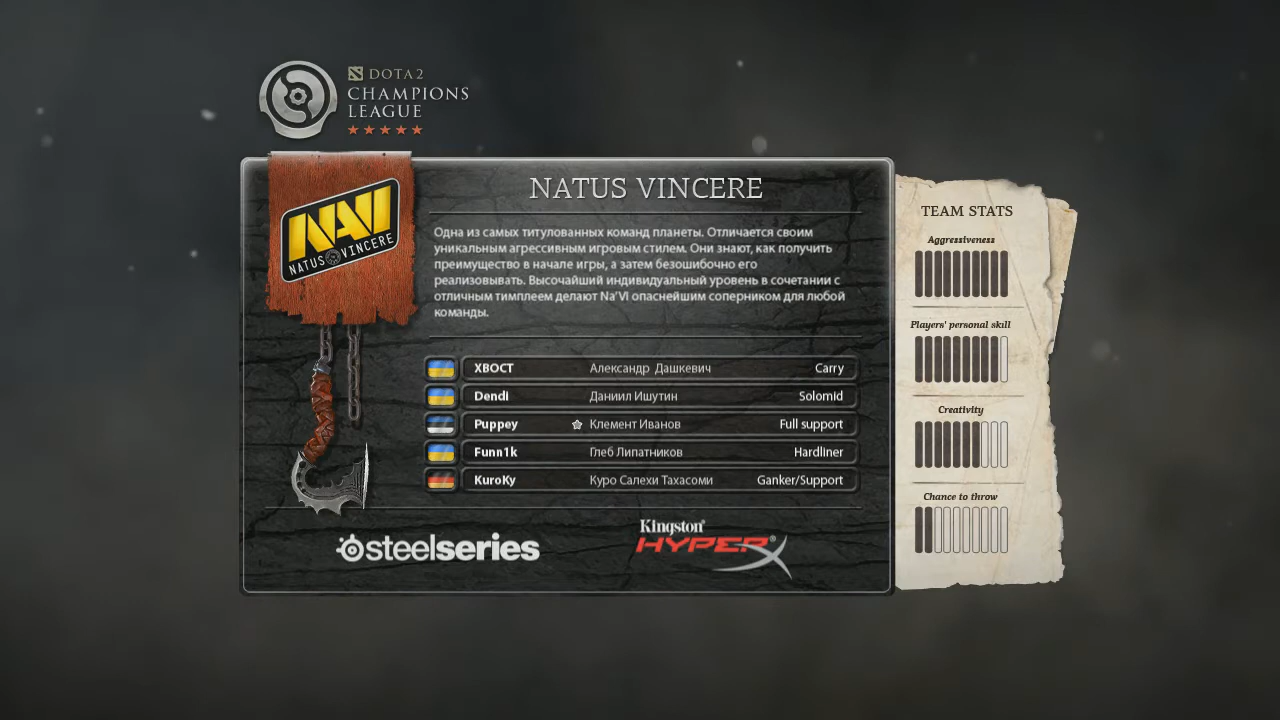 DOTA 2
CHAMPIONS
LEAGUE
NAVI
NATUS VINCERE
NATUS VINCERE
Одна из самых титулованных команд планеты. Отличается своим
уникальным агрессивным игровым стилем. Они знают, как получить
преимущество в начале игры, а затем безошибочно его
реализовывать. Высочайший индивидуальный уровень в сочетании с
отличным тимплеем делают Na'Vi опаснейшим соперником для любой
команды.
ХВОСТ Александр Дашкевич Carry
Dendi Даниил Ишутин Solomid
Puppey Клемент Иванов Full support
Funn1k Глеб Липатников Hardliner
KuroKy Куро Салехи Тахасоми Ganker/Support
steelseries
Kingston
HYPERX
TEAM STATS
Aggressiveness
Players' personal skill
Creativity
Chance to throw